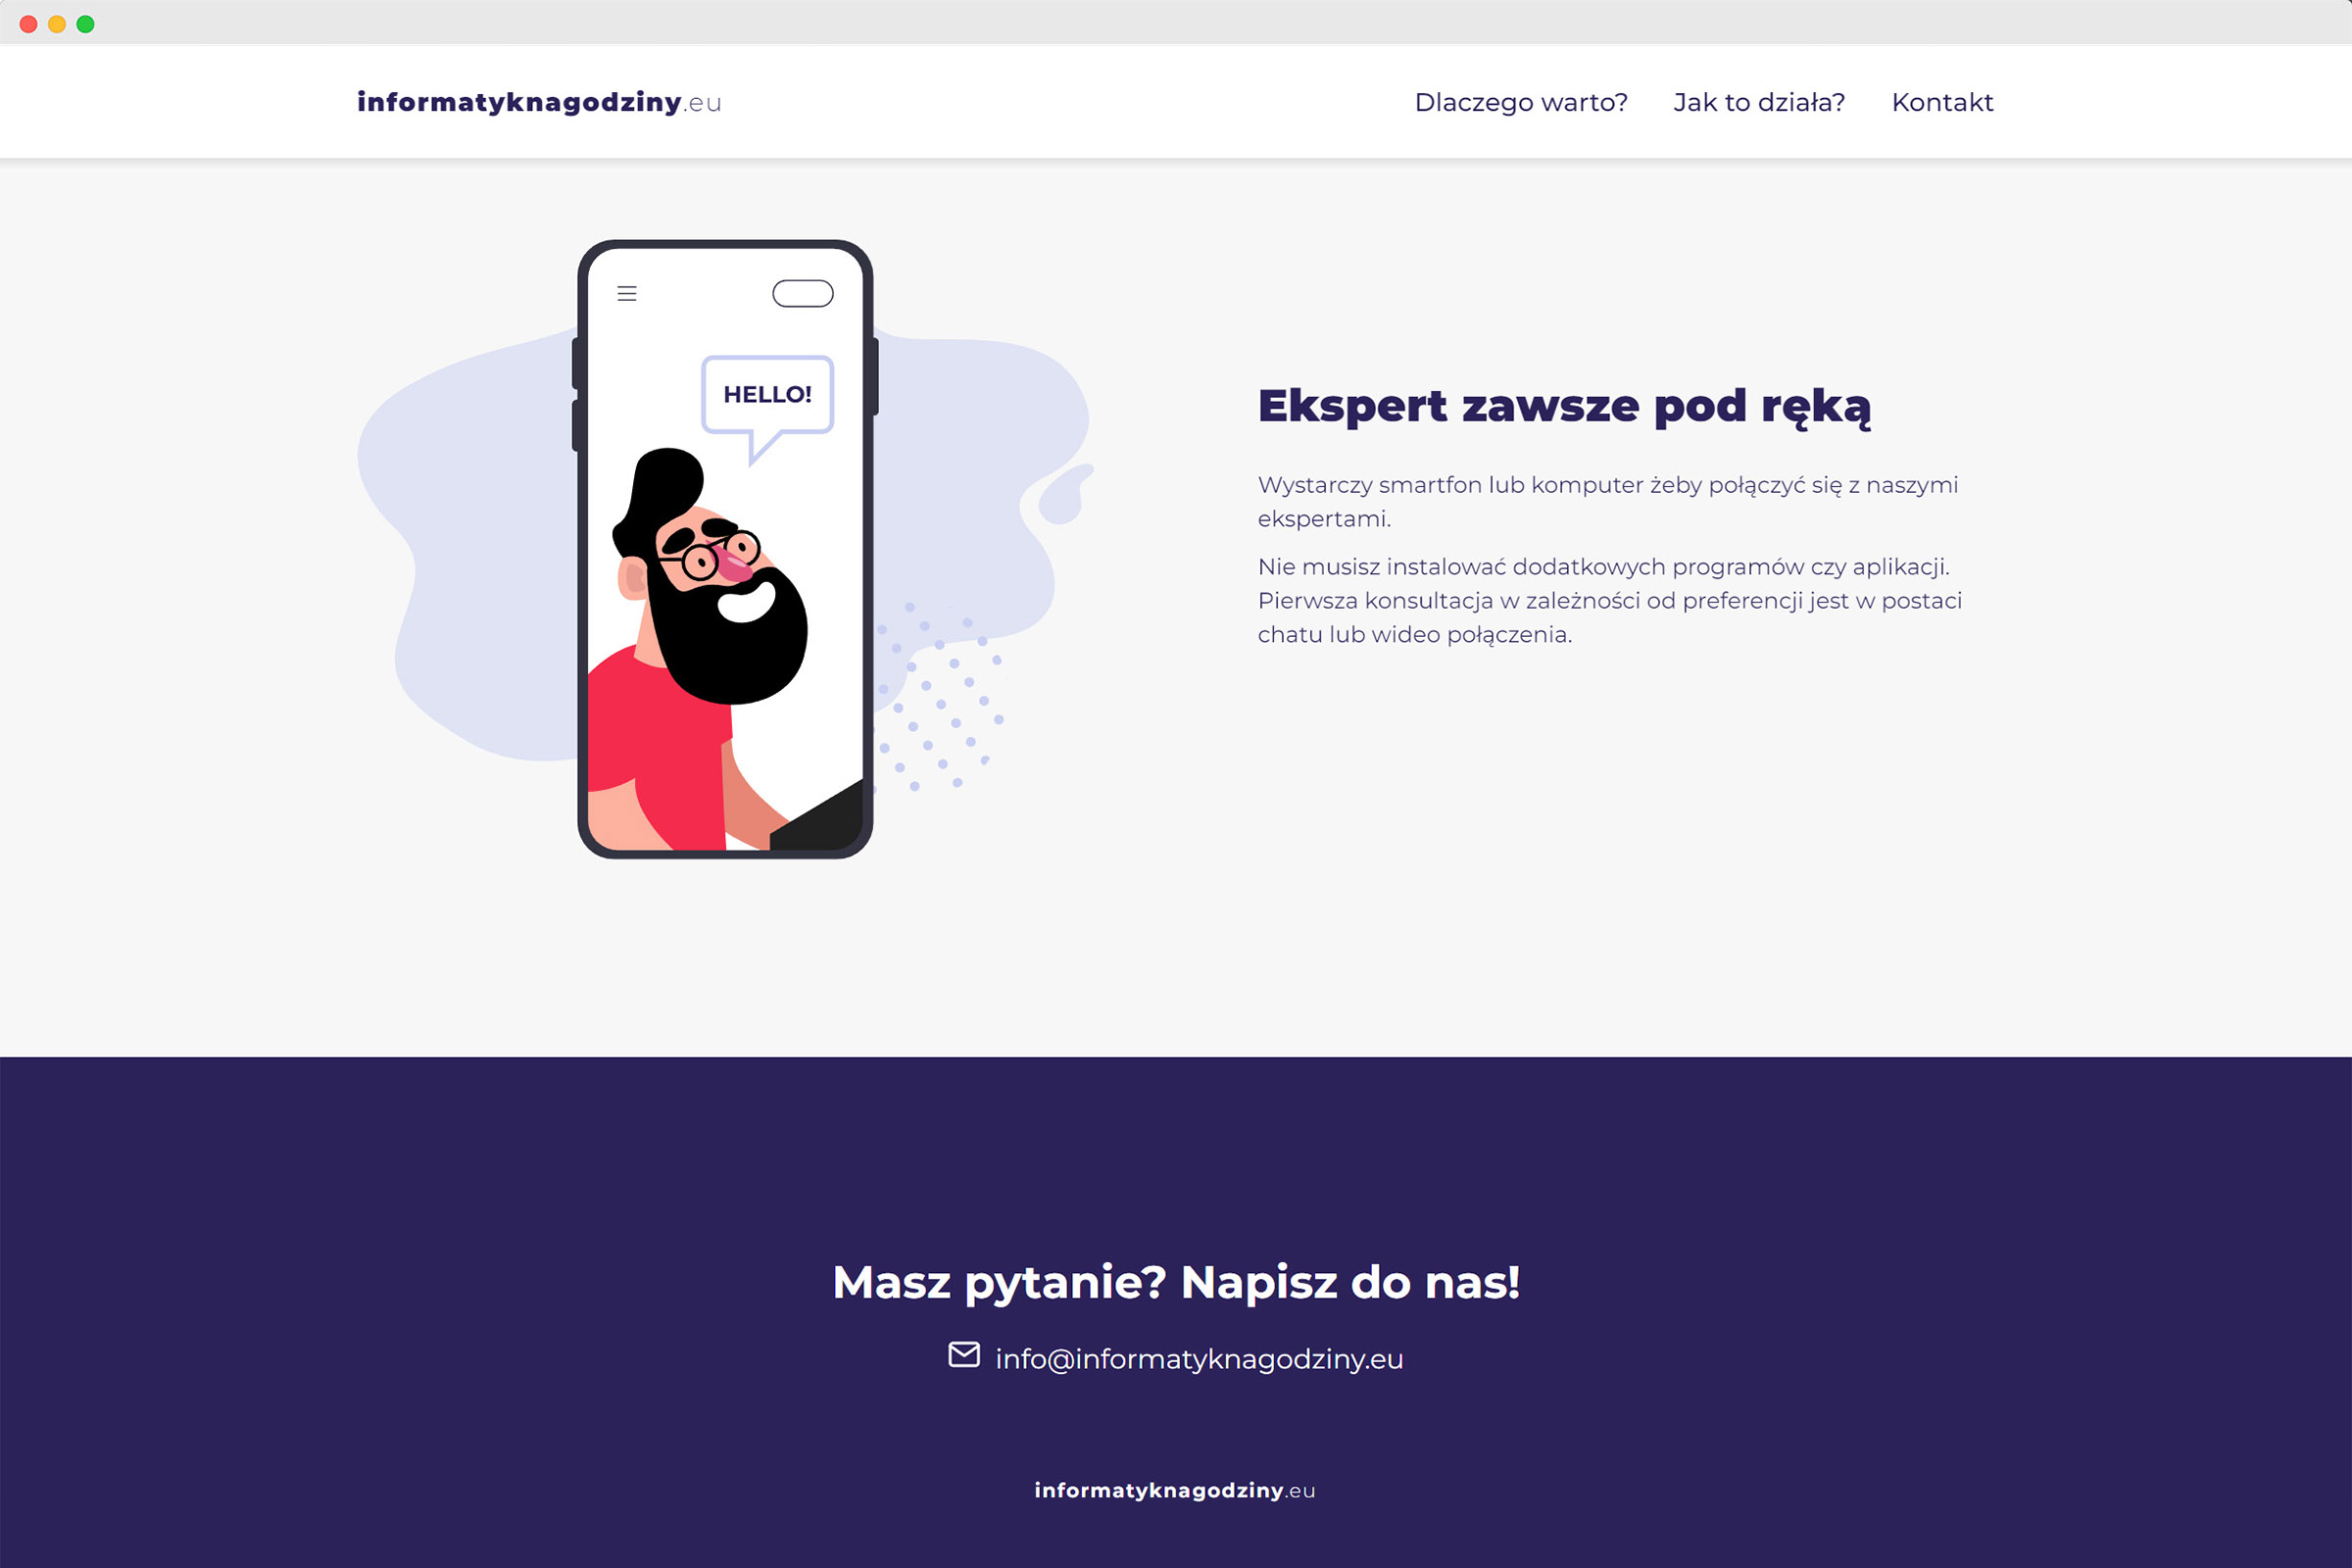 informatyknagodziny.eu
Dlaczego warto? Jak to działa? Kontakt
HELLO!
Ekspert zawsze pod ręką
Wystarczy smartfon lub komputer żeby połączyć się z naszymi
ekspertami.
Nie musisz instalować dodatkowych programów czy aplikacji.
Pierwsza konsultacja w zależności od preferencji jest w postaci
chatu lub wideo połączenia.
Masz pytanie? Napisz do nas!
info@informatyknagodziny.eu
informatyknagodziny.eu